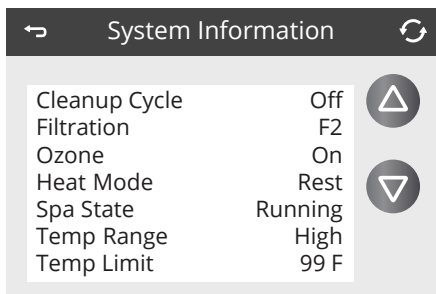 System Information
Cleanup Cycle Off
Filtration F2
Ozone On
Heat Mode Rest
Spa State Running
Temp Range High
Temp Limit 99 F